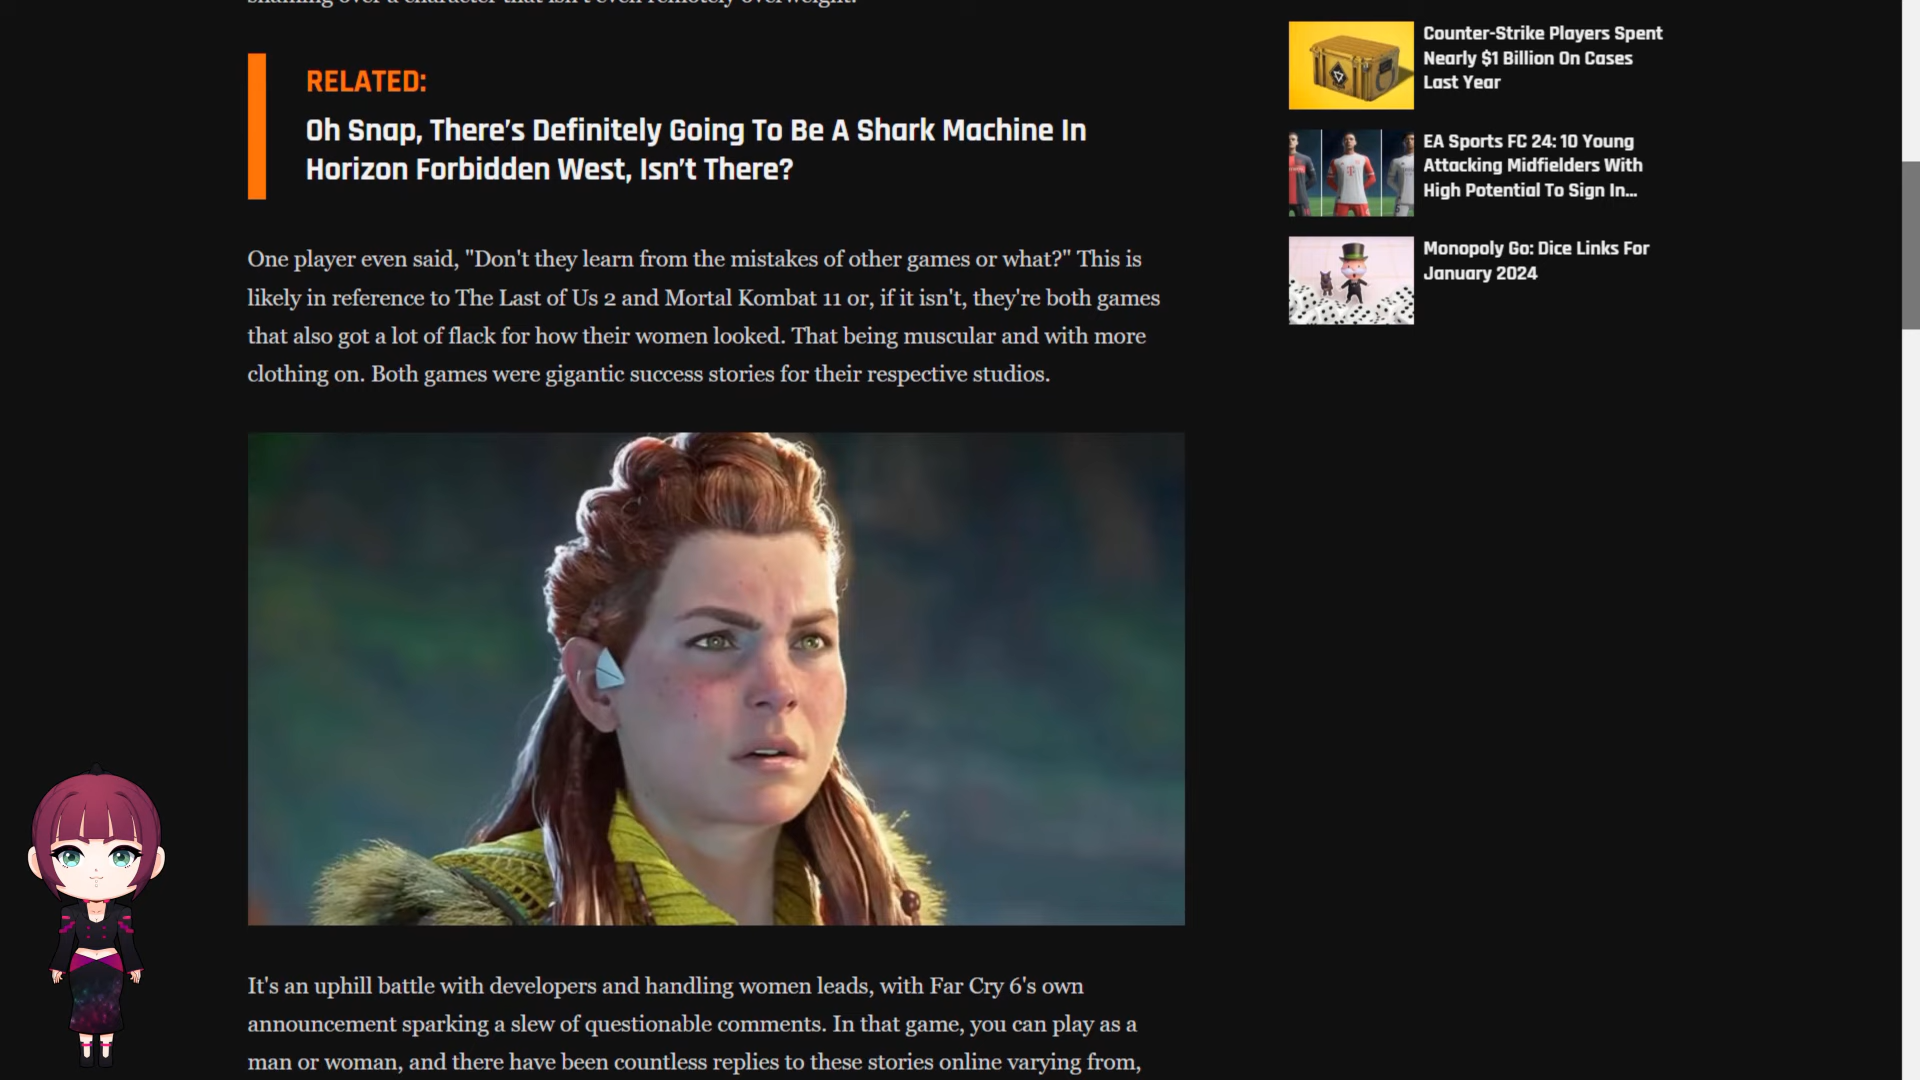 shaming over a character that isn't even remotely overweight.
RELATED:
Oh Snap, There's Definitely Going To Be A Shark Machine In
Horizon Forbidden West, Isn't There?
One player even said, "Don't they learn from the mistakes of other games or what?" This is
likely in reference to The Last of Us 2 and Mortal Kombat 11 or, if it isn't, they're both games
that also got a lot of flack for how their women looked. That being muscular and with more
clothing on. Both games were gigantic success stories for their respective studios.
It's an uphill battle with developers and handling women leads, with Far Cry 6's own
announcement sparking a slew of questionable comments. In that game, you can play as a
man or woman, and there have been countless replies to these stories online varying from,
Counter-Strike Players Spent
Nearly $1 Billion On Cases
Last Year
EA Sports FC 24: 10 Young
Attacking Midfielders With
High Potential To Sign In...
Monopoly Go: Dice Links For
January 2024